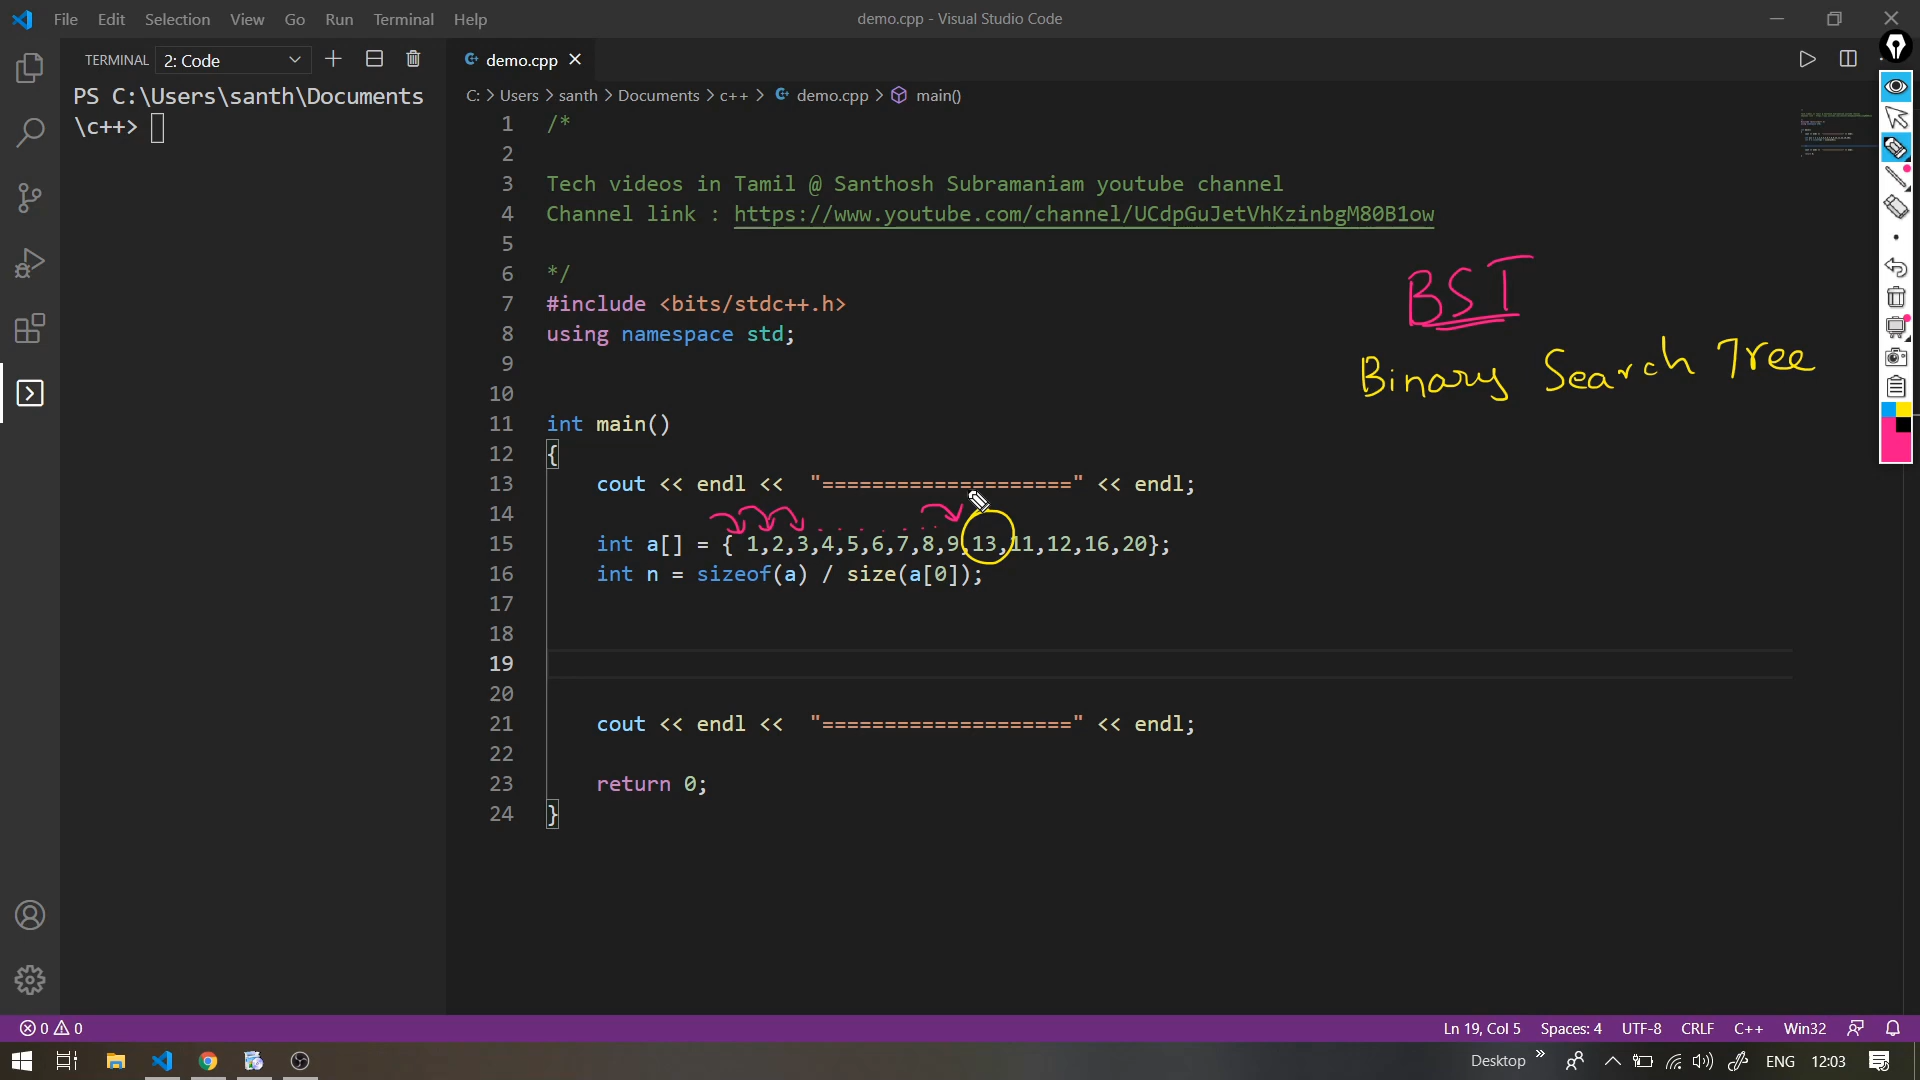 File Edit Selection View Go Run Terminal Help
demo.cpp - Visual Studio Code
TERMINAL 2: Code
PS C:\Users\santh\Documents
\c++>
demo.cpp
C: > Users > santh > Documents > c++ > demo.cpp > main()
1 /*
2
3 Tech videos in Tamil @ Santhosh Subramaniam youtube channel
4 Channel link : https://www.youtube.com/channel/UCdpGuJetVhKzinbgM80B1ow
5
6 */
7 #include <bits/stdc++.h>
8 using namespace std;
9
10
11 int main()
12 {
13 cout << endl << "====================" << endl;
14
15 int a[] = { 1,2,3,4,5,6,7,8,9,13,11,12,16,20};
16 int n = sizeof(a) / size(a[0]);
17
18
19
20
21 cout << endl << "====================" << endl;
22
23 return 0;
24 }
BST
Binary Search Tree
0 0
Ln 19, Col 5 Spaces: 4 UTF-8 CRLF C++ Win32
Desktop » ENG 12:03